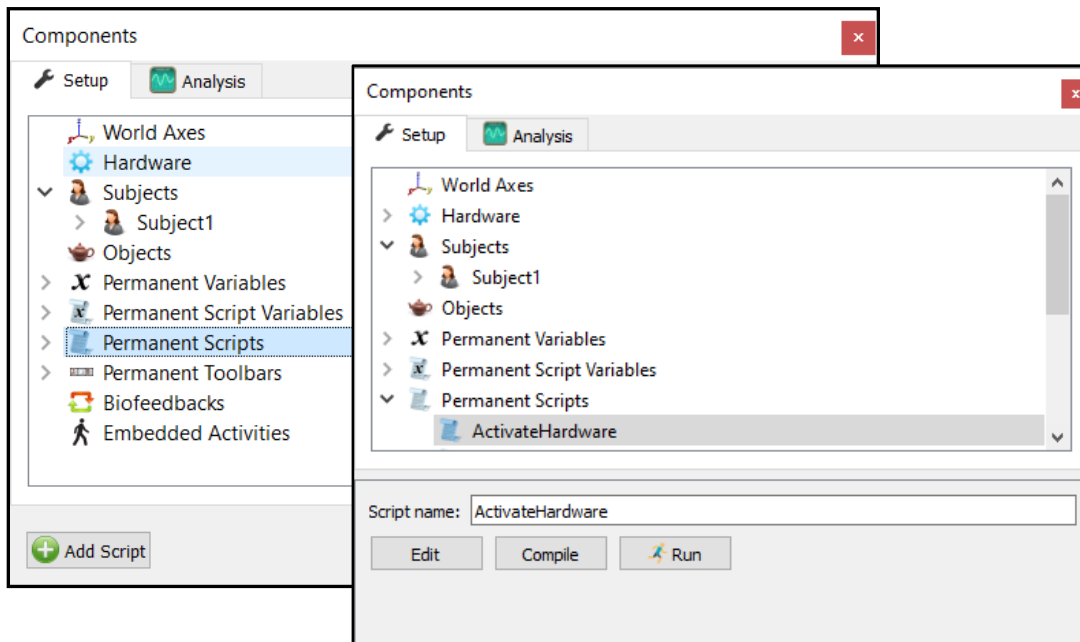 Components
x
Setup
Analysis
World Axes
Hardware
Subjects
Subject1
Objects
x Permanent Variables
x Permanent Script Variables
Permanent Scripts
Permanent Toolbars
Biofeedbacks
Embedded Activities
Add Script
Components
x
Setup
Analysis
World Axes
Hardware
Subjects
Subject1
Objects
x Permanent Variables
x Permanent Script Variables
Permanent Scripts
ActivateHardware
Script name: ActivateHardware
Edit
Compile
Run